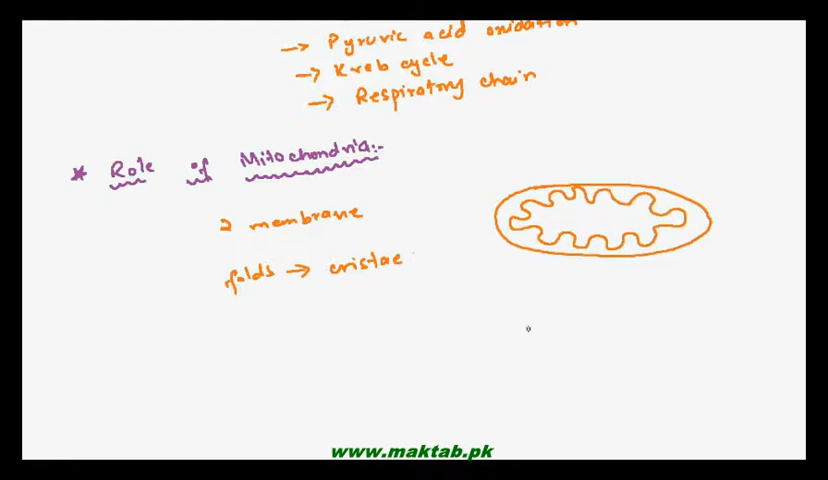 → Pyruvic acid oxidation
→ Kreb cycle
→ Respiratory chain
* Role of Mitochondria:-
2 membrane
folds → cristae
www.maktab.pk